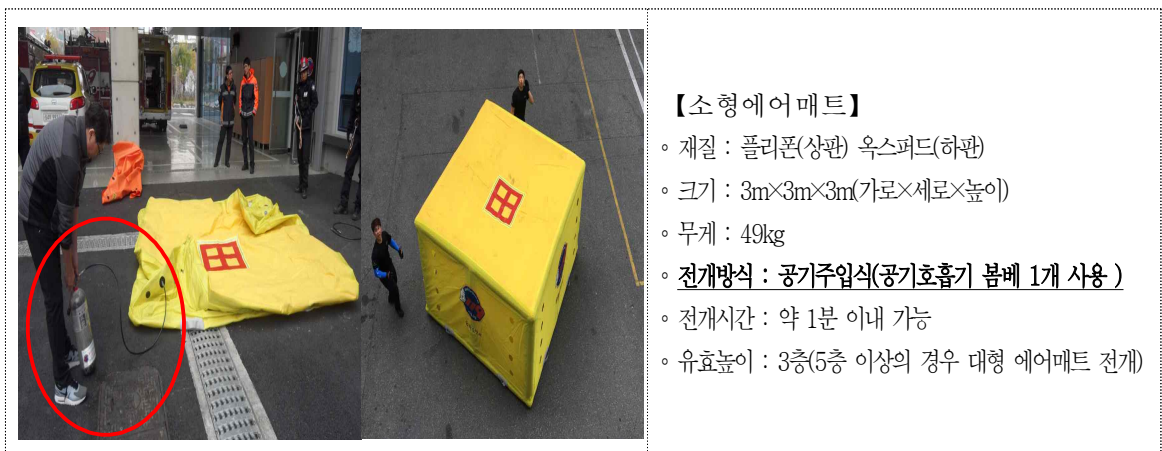 【소형에어매트】
◦ 재질 : 플리폰(상판) 옥스퍼드(하판)
◦ 크기 : 3m×3m×3m(가로×세로×높이)
◦ 무게 : 49kg
◦ 전개방식 : 공기주입식(공기호흡기 봄베 1개 사용 )
◦ 전개시간 : 약 1분 이내 가능
◦ 유효높이 : 3층(5층 이상의 경우 대형 에어매트 전개)